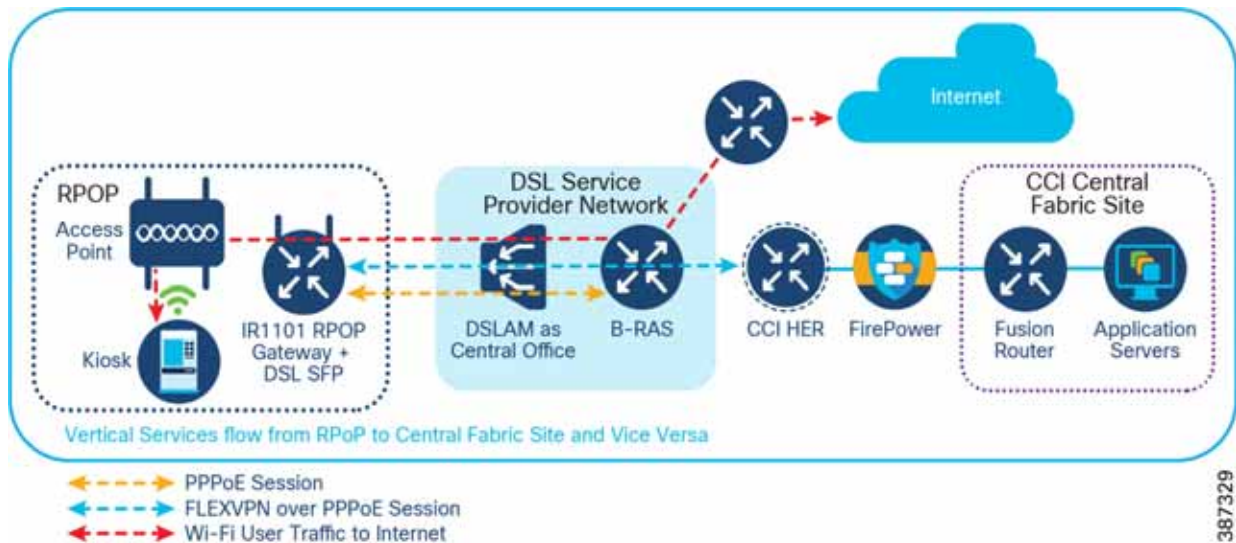 Internet
RPOP
Access
Point
Kiosk
IR1101 RPOP
Gateway +
DSL SFP
DSL Service
Provider Network
DSLAM as
Central Office
B-RAS
CCI HER
FirePower
CCI Central
Fabric Site
Fusion
Router
Application
Servers
Vertical Services flow from RPoP to Central Fabric Site and Vice Versa
PPPoE Session
FLEXVPN over PPPoE Session
Wi-Fi User Traffic to Internet
387329